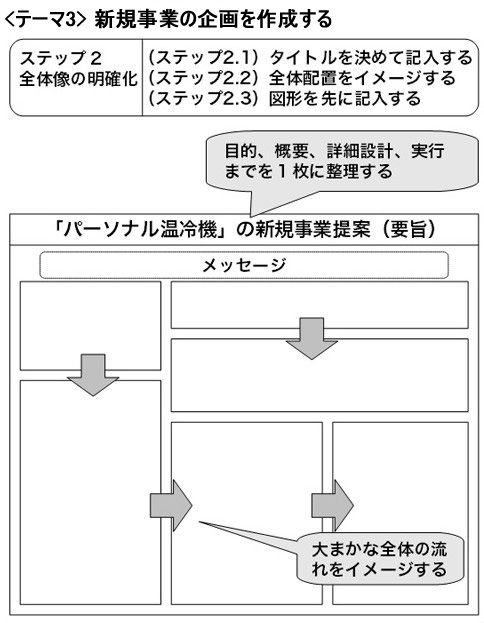 <テーマ3> 新規事業の企画を作成する
ステップ2
全体像の明確化
(ステップ2.1) タイトルを決めて記入する
(ステップ2.2) 全体配置をイメージする
(ステップ2.3) 図形を先に記入する
目的、概要、詳細設計、実行
までを1枚に整理する
「パーソナル温冷機」の新規事業提案(要旨)
メッセージ
大まかな全体の流
れをイメージする